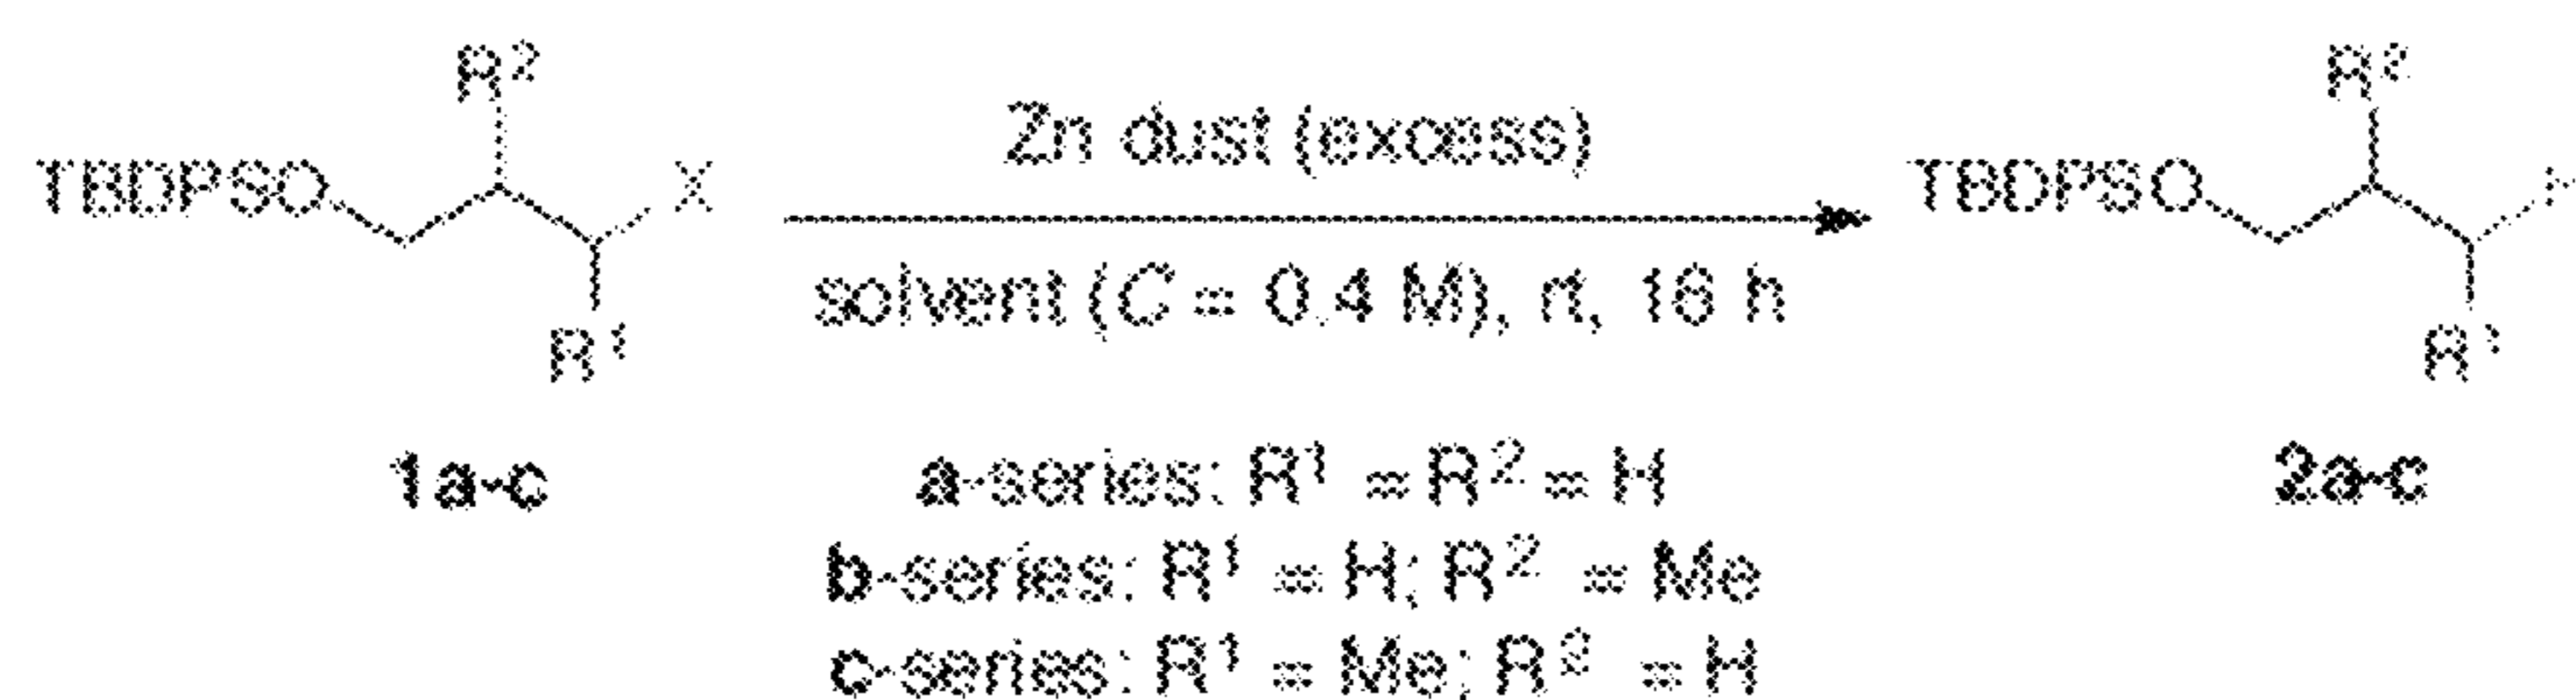 R² R²
TBDPSO X Zn dust (excess) TBDPSO
solvent (C = 0.4 M), rt, 16 h
R¹ R¹
1a-c a-series: R¹ = R² = H 2a-c
b-series: R¹ = H; R² = Me
c-series: R¹ = Me; R² = H